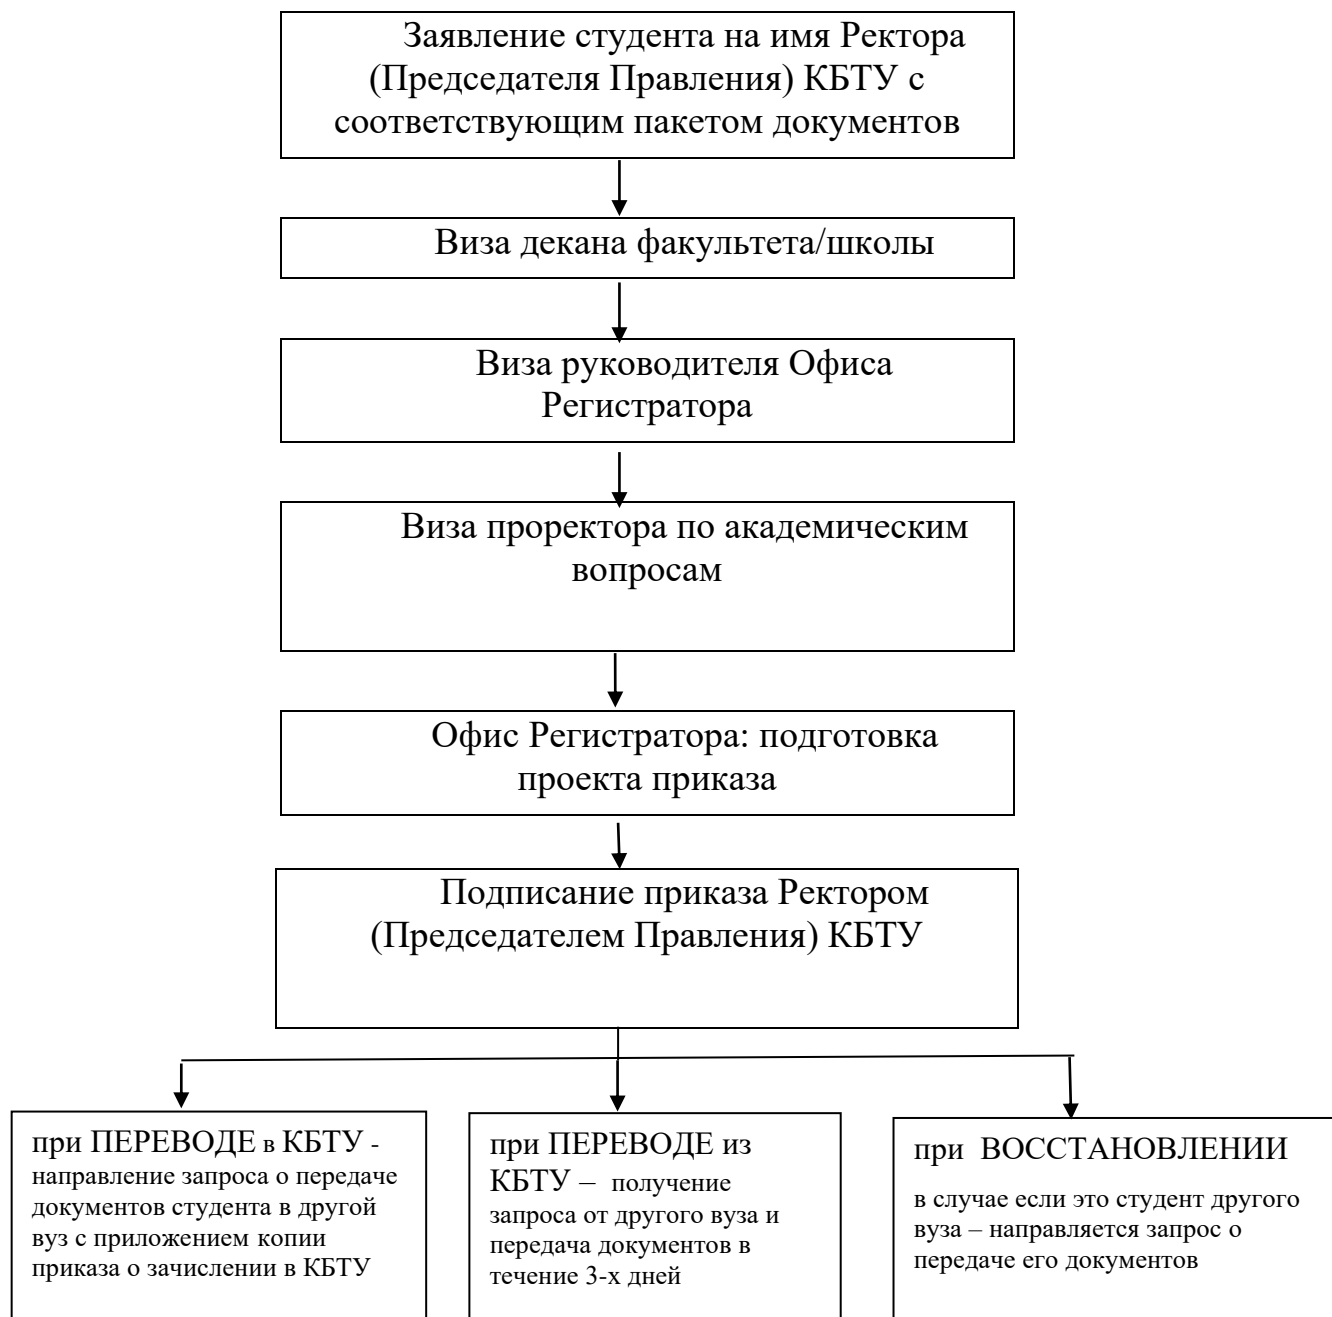 Заявление студента на имя Ректора
(Председателя Правления) КБТУ с
соответствующим пакетом документов
Виза декана факультета/школы
Виза руководителя Офиса
Регистратора
Виза проректора по академическим
вопросам
Офис Регистратора: подготовка
проекта приказа
Подписание приказа Ректором
(Председателем Правления) КБТУ
при ПЕРЕВОДЕ в КБТУ -
направление запроса о передаче
документов студента в другой
вуз с приложением копии
приказа о зачислении в КБТУ
при ПЕРЕВОДЕ из
КБТУ – получение
запроса от другого вуза и
передача документов в
течение 3-х дней
при ВОССТАНОВЛЕНИИ
в случае если это студент другого
вуза – направляется запрос о
передаче его документов